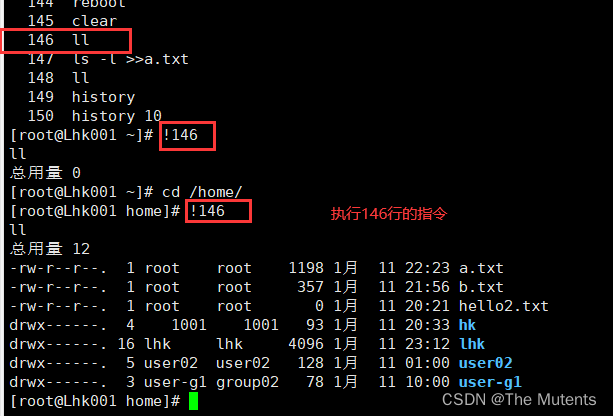 144 reboot
145 clear
146 ll
147 ls -l >>a.txt
148 ll
149 history
150 history 10
[root@Lhk001 ~]# !146
ll
总用量 0
[root@Lhk001 ~]# cd /home/
[root@Lhk001 home]# !146
执行146行的指令
ll
总用量 12
-rw-r--r--. 1 root root 1198 1月 11 22:23 a.txt
-rw-r--r--. 1 root root 357 1月 11 21:56 b.txt
-rw-r--r--. 1 root root 0 1月 11 20:21 hello2.txt
drwx------. 4 1001 1001 93 1月 11 20:33 hk
drwx------. 16 lhk lhk 4096 1月 11 23:12 lhk
drwx------. 5 user02 user02 128 1月 11 01:00 user02
drwx------. 3 user-g1 group02 78 1月 11 10:00 user-g1
[root@Lhk001 home]#
CSDN @The Mutents